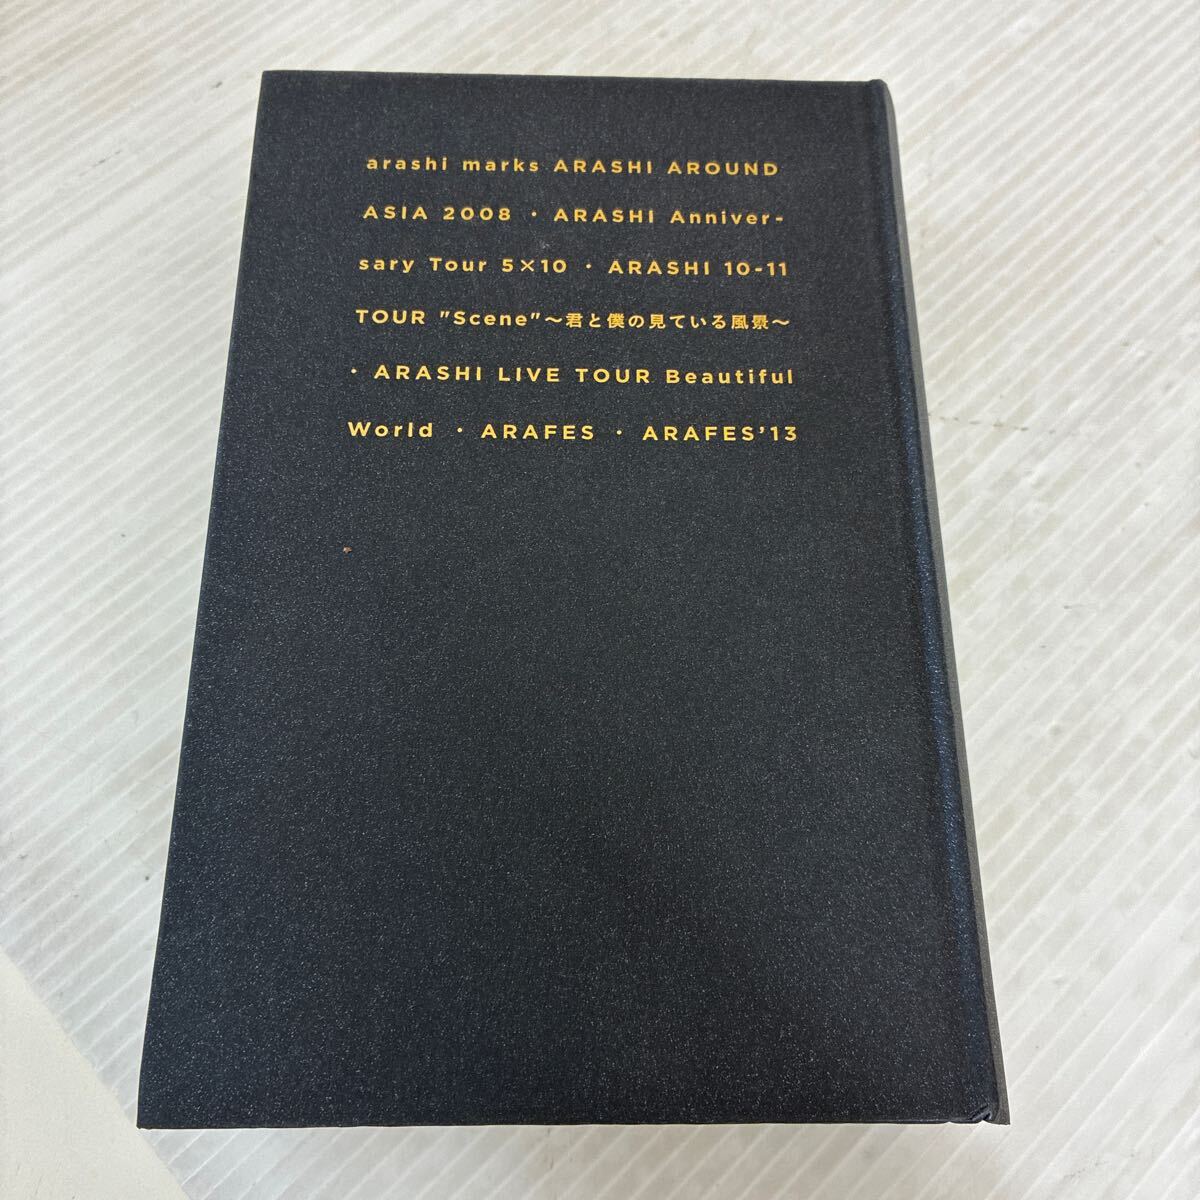 arashi marks ARASHI AROUND
ASIA 2008 ・ ARASHI Anniver-
sary Tour 5×10 ・ ARASHI 10-11
TOUR "Scene"～君と僕の見ている風景～
・ ARASHI LIVE TOUR Beautiful
World ・ ARAFES ・ ARAFES’13